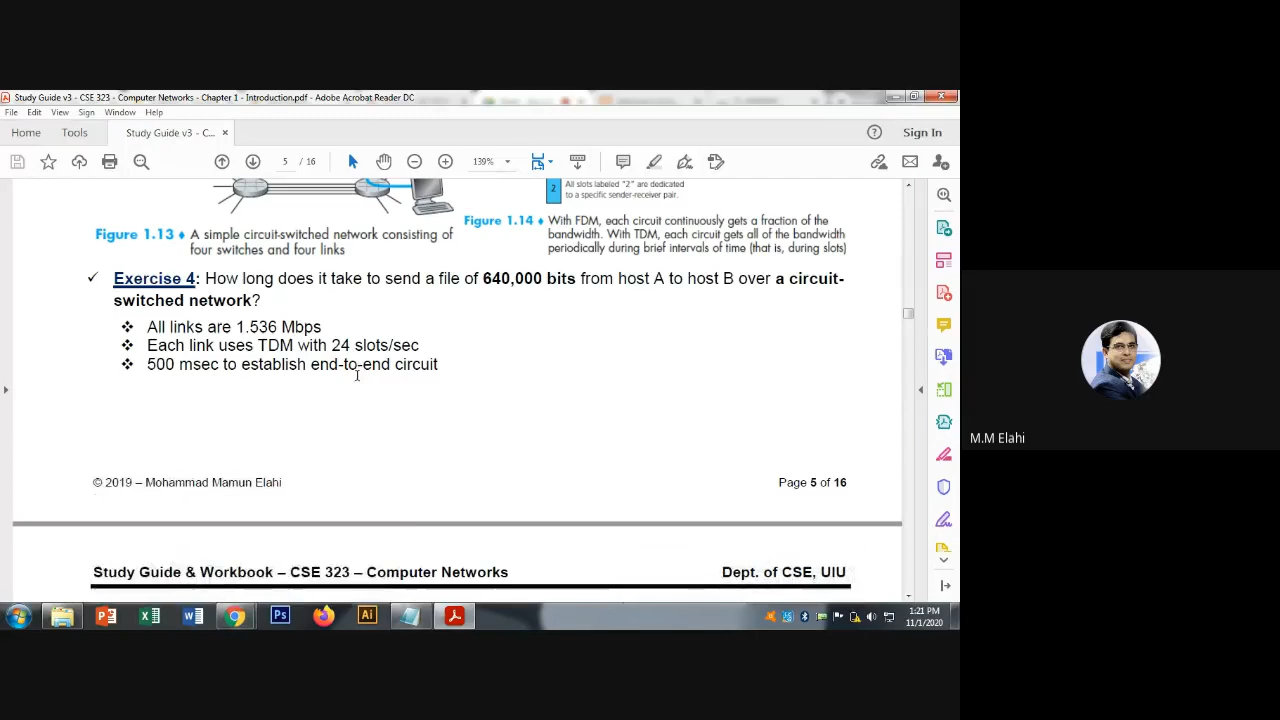 Study Guide v3 - CSE 323 - Computer Networks - Chapter 1 - Introduction.pdf - Adobe Acrobat Reader DC
File Edit View Sign Window Help
Home Tools Study Guide v3 - C... × ? Sign In
5 / 16 139%
2 All slots labeled "2" are dedicated
to a specific sender-receiver pair.
Figure 1.13 ♦ A simple circuit-switched network consisting of
four switches and four links
Figure 1.14 ♦ With FDM, each circuit continuously gets a fraction of the
bandwidth. With TDM, each circuit gets all of the bandwidth
periodically during brief intervals of time (that is, during slots)
✓ Exercise 4: How long does it take to send a file of 640,000 bits from host A to host B over a circuit-
switched network?
❖ All links are 1.536 Mbps
❖ Each link uses TDM with 24 slots/sec
❖ 500 msec to establish end-to-end circuit
© 2019 – Mohammad Mamun Elahi Page 5 of 16
Study Guide & Workbook – CSE 323 – Computer Networks Dept. of CSE, UIU
M.M Elahi
Ps Ai
1:21 PM
11/1/2020